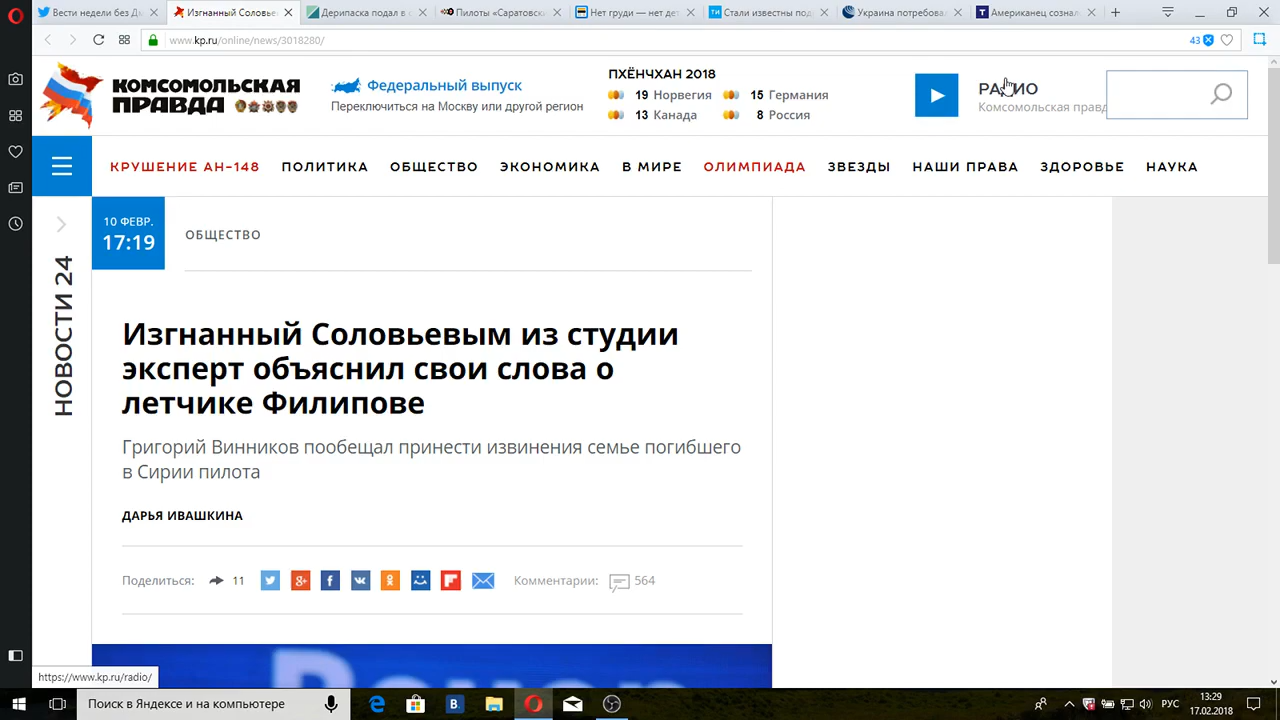 Вести недели без Д
Изгнанный Соловье
Дерипаска подал в с
Нет груди — нет дет
Стали известны под
Украина потребова
Американец созна
www.kp.ru/online/news/3018280/
43
КОМСОМОЛЬСКАЯ
ПРАВДА
Федеральный выпуск
Переключиться на Москву или другой регион
ПХЁНЧХАН 2018
19 Норвегия
15 Германия
13 Канада
8 Россия
РАДИО
Комсомольская правд
КРУШЕНИЕ АН-148
ПОЛИТИКА
ОБЩЕСТВО
ЭКОНОМИКА
В МИРЕ
ОЛИМПИАДА
ЗВЕЗДЫ
НАШИ ПРАВА
ЗДОРОВЬЕ
НАУКА
НОВОСТИ 24
10 ФЕВР.
17:19
ОБЩЕСТВО
Изгнанный Соловьевым из студии
эксперт объяснил свои слова о
летчике Филипове
Григорий Винников пообещал принести извинения семье погибшего
в Сирии пилота
ДАРЬЯ ИВАШКИНА
Поделиться: 11
Комментарии: 564
https://www.kp.ru/radio/
Поиск в Яндексе и на компьютере
РУС
13:29
17.02.2018